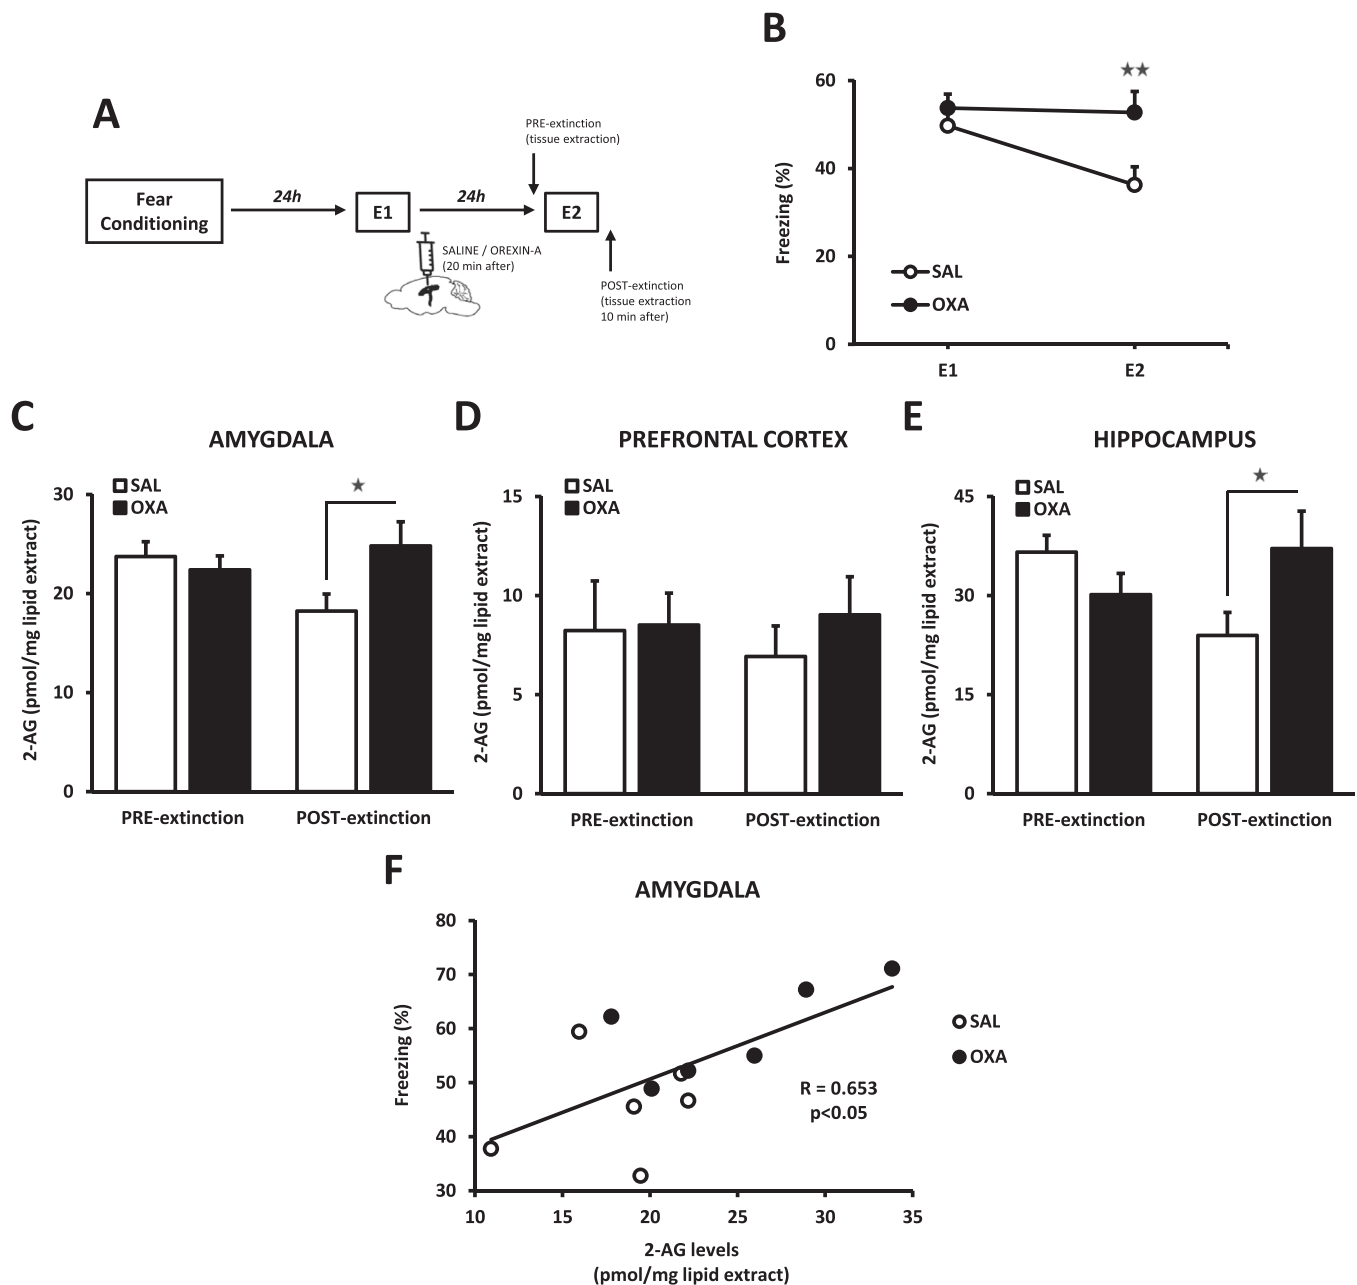 A
Fear
Conditioning
24h
E1
24h
E2
PRE-extinction
(tissue extraction)
SALINE / OREXIN-A
(20 min after)
POST-extinction
(tissue extraction
10 min after)
B
★★
Freezing (%)
60
40
20
0
SAL
OXA
E1
E2
C
AMYGDALA
SAL
OXA
★
2-AG (pmol/mg lipid extract)
30
20
10
0
PRE-extinction
POST-extinction
D
PREFRONTAL CORTEX
SAL
OXA
2-AG (pmol/mg lipid extract)
15
10
5
0
PRE-extinction
POST-extinction
E
HIPPOCAMPUS
SAL
OXA
★
2-AG (pmol/mg lipid extract)
45
30
15
0
PRE-extinction
POST-extinction
F
AMYGDALA
Freezing (%)
80
70
60
50
40
30
SAL
OXA
R = 0.653
p<0.05
10
15
20
25
30
35
2-AG levels
(pmol/mg lipid extract)